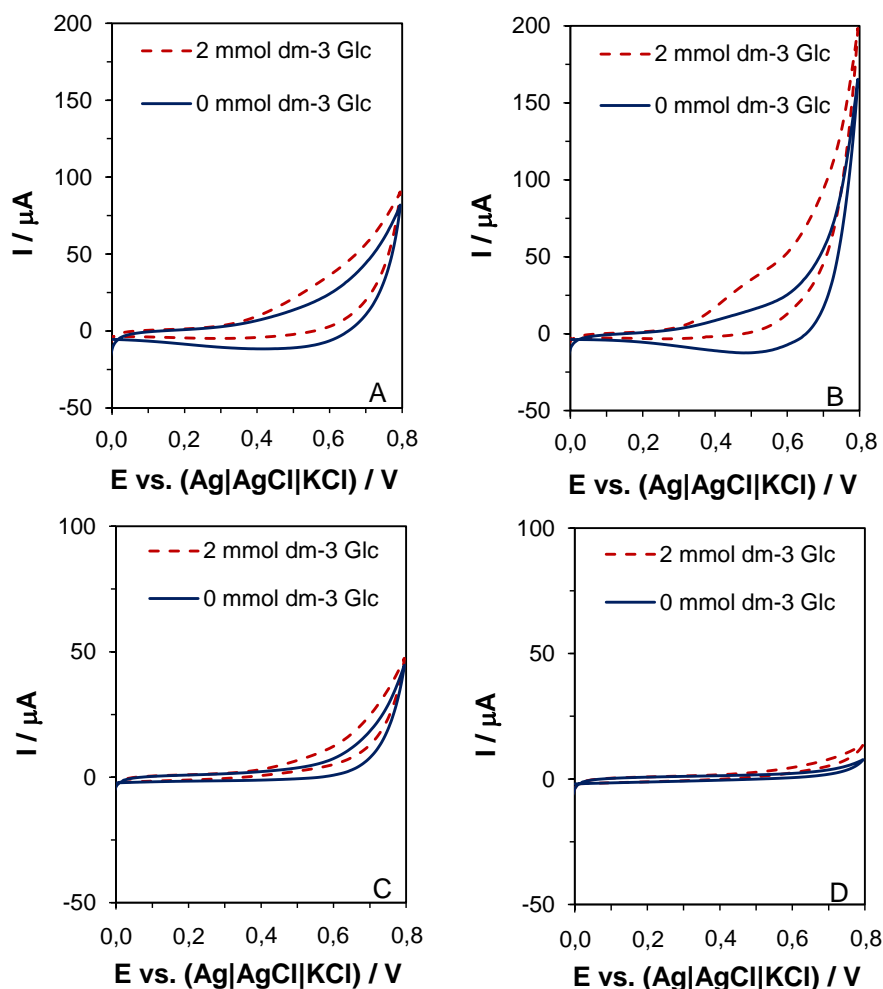 200
150
100
50
0
-50
I / μA
2 mmol dm-3 Glc
0 mmol dm-3 Glc
A
0,0 0,2 0,4 0,6 0,8
E vs. (Ag|AgCl|KCl) / V
200
150
100
50
0
-50
I / μA
2 mmol dm-3 Glc
0 mmol dm-3 Glc
B
0,0 0,2 0,4 0,6 0,8
E vs. (Ag|AgCl|KCl) / V
100
50
0
-50
I / μA
2 mmol dm-3 Glc
0 mmol dm-3 Glc
C
0,0 0,2 0,4 0,6 0,8
E vs. (Ag|AgCl|KCl) / V
100
50
0
-50
I / μA
2 mmol dm-3 Glc
0 mmol dm-3 Glc
D
0,0 0,2 0,4 0,6 0,8
E vs. (Ag|AgCl|KCl) / V